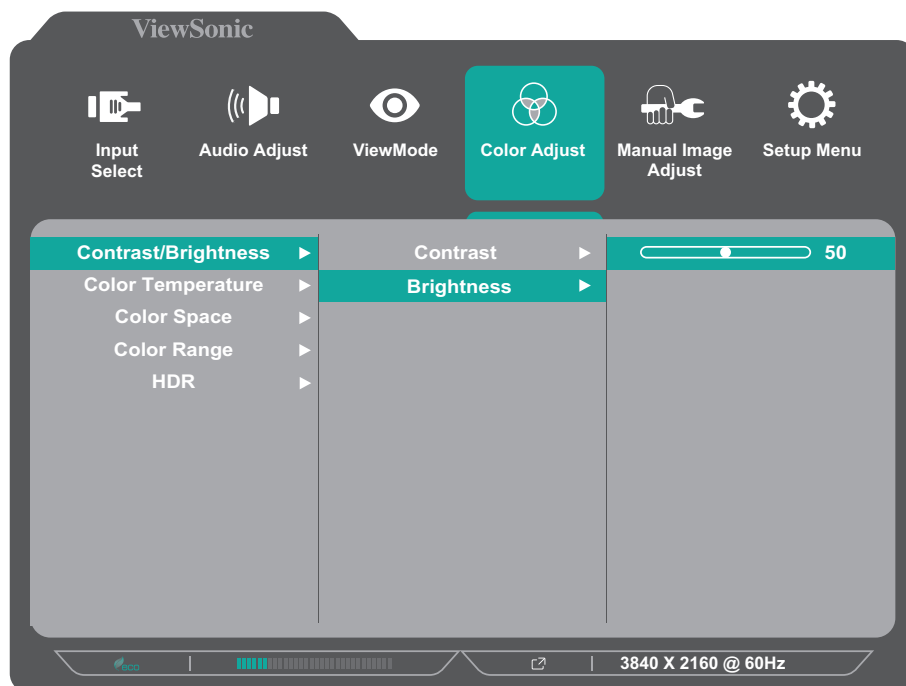 ViewSonic
Input Select
Audio Adjust
ViewMode
Color Adjust
Manual Image Adjust
Setup Menu
Contrast/Brightness
Contrast
50
Color Temperature
Brightness
Color Space
Color Range
HDR
eco
3840 X 2160 @ 60Hz